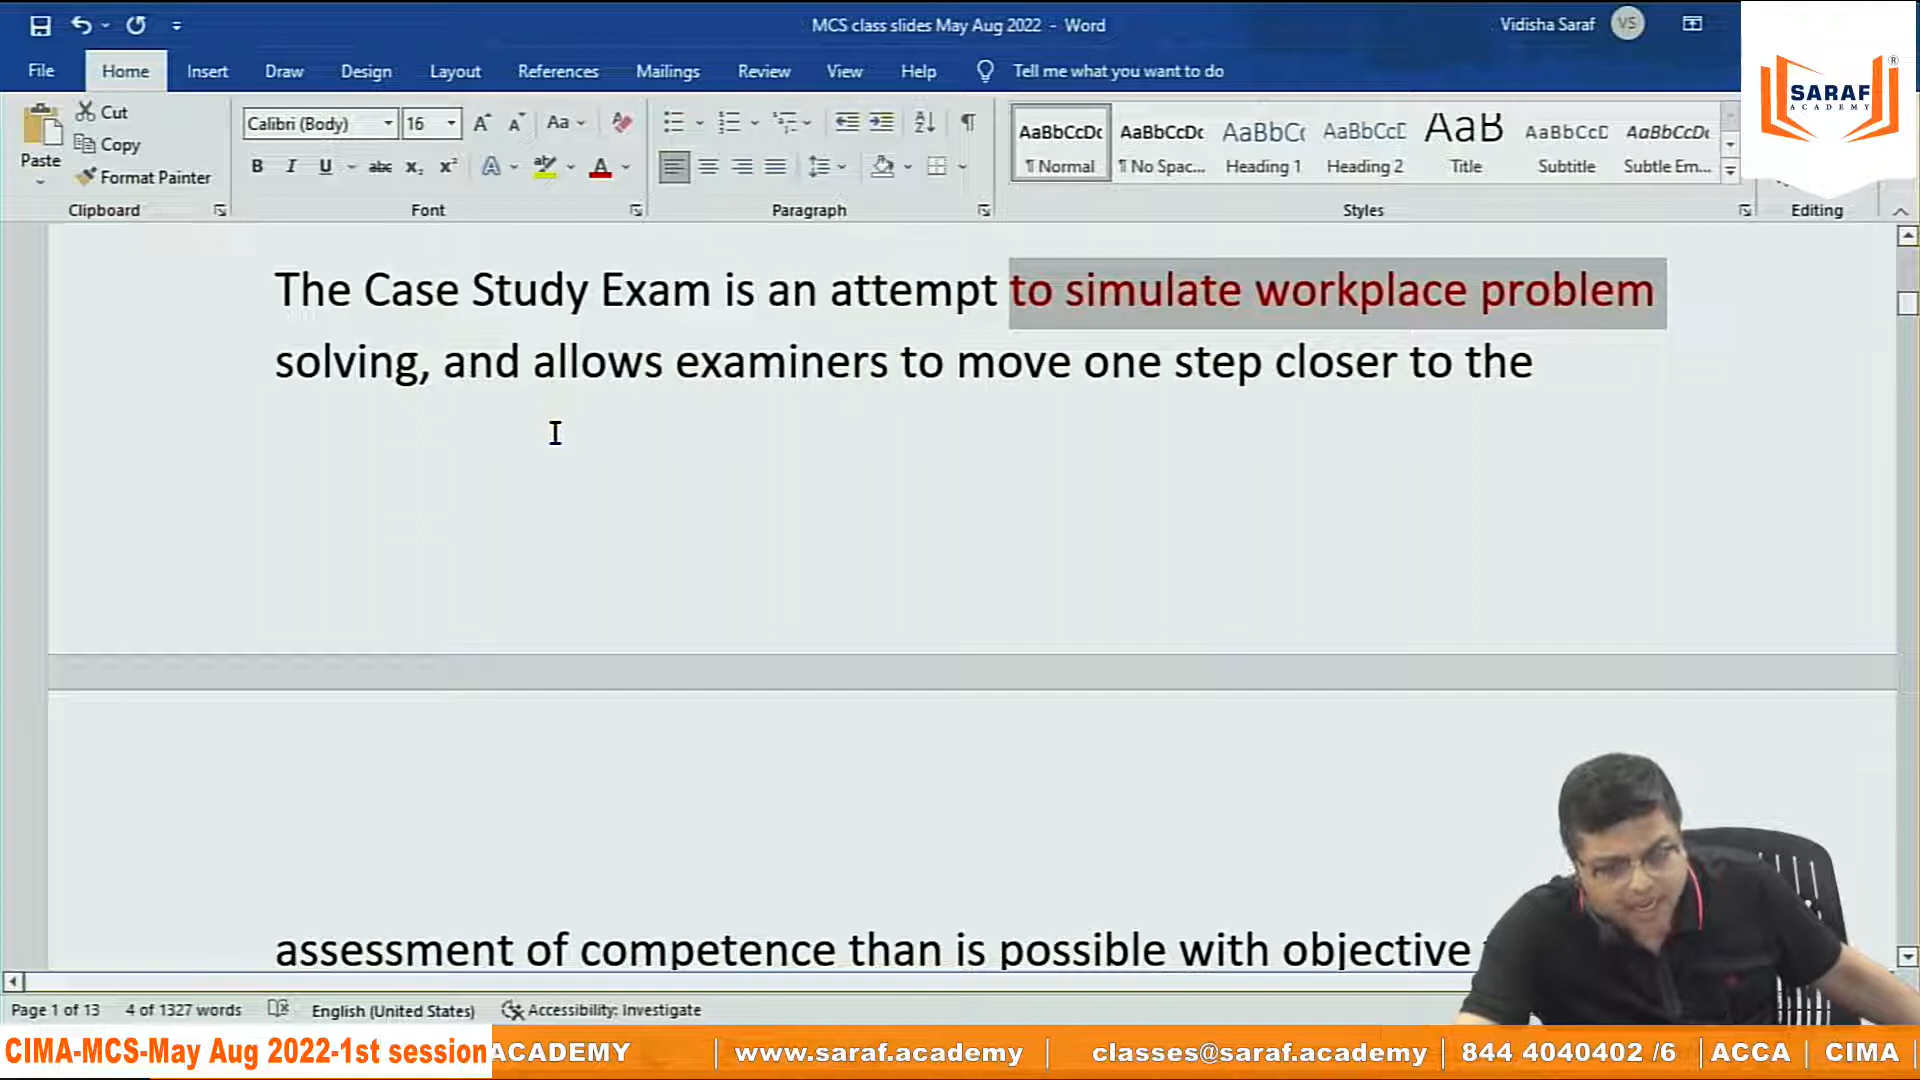 MCS class slides May Aug 2022 - Word
Vidisha Saraf
VS
File Home Insert Draw Design Layout References Mailings Review View Help Tell me what you want to do
SARAF
ACADEMY
®
Cut
Copy
Format Painter
Paste
Clipboard
Calibri (Body) 16
Font
Paragraph
AaBbCcDc AaBbCcDc AaBbC AaBbCcD AaB AaBbCcD AaBbCcDc
¶ Normal ¶ No Spac... Heading 1 Heading 2 Title Subtitle Subtle Em...
Styles
Editing
The Case Study Exam is an attempt to simulate workplace problem
solving, and allows examiners to move one step closer to the
assessment of competence than is possible with objective
Page 1 of 13 4 of 1327 words English (United States) Accessibility: Investigate
CIMA-MCS-May Aug 2022-1st session ACADEMY | www.saraf.academy | classes@saraf.academy | 844 4040402 /6 | ACCA | CIMA |